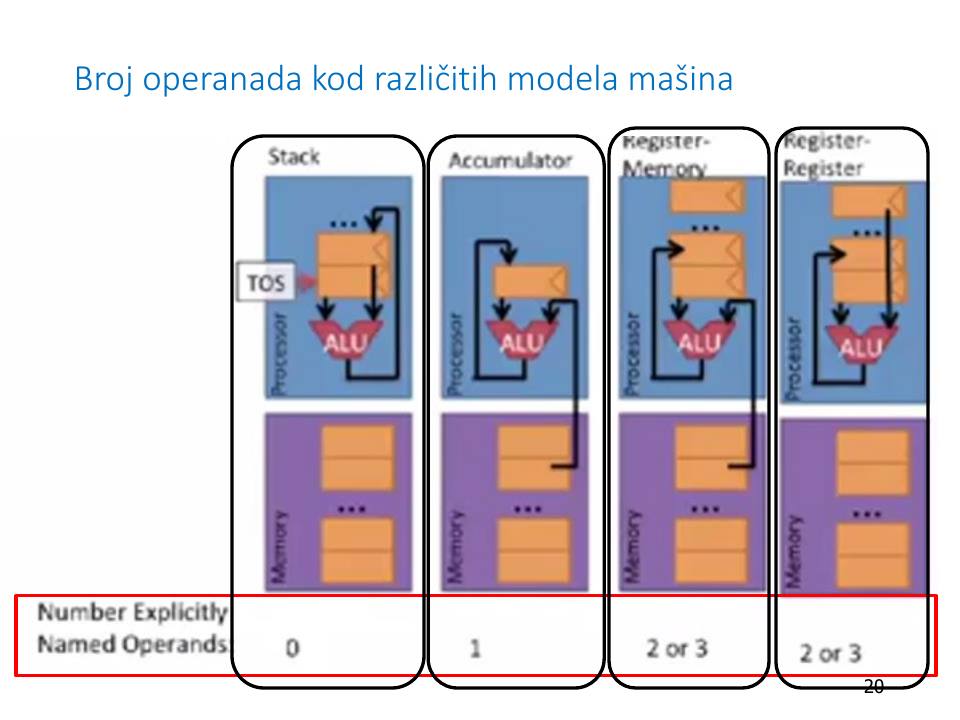 Broj operanada kod različitih modela mašina
Stack
Accumulator
Register-
Memory
Register-
Register
...
...
...
TOS
ALU
ALU
ALU
ALU
Processor
Processor
Processor
Processor
...
...
...
...
Memory
Memory
Memory
Memory
Number Explicitly
Named Operands:
0
1
2 or 3
2 or 3
20